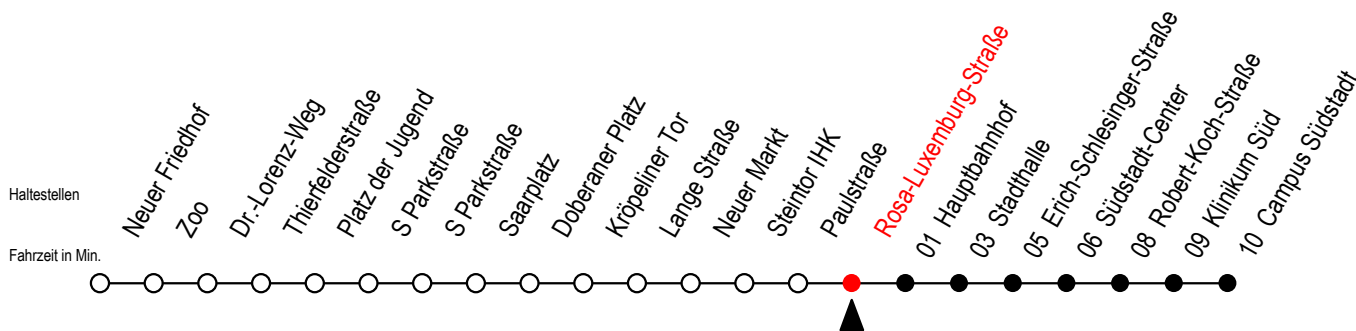 Haltestellen
Neuer Friedhof
Zoo
Dr.-Lorenz-Weg
Thierfelderstraße
Platz der Jugend
S Parkstraße
S Parkstraße
Saarplatz
Doberaner Platz
Kröpeliner Tor
Lange Straße
Neuer Markt
Steintor IHK
Paulstraße
Rosa-Luxemburg-Straße
01 Hauptbahnhof
03 Stadthalle
05 Erich-Schlesinger-Straße
06 Südstadt-Center
08 Robert-Koch-Straße
09 Klinikum Süd
10 Campus Südstadt
Fahrzeit in Min.